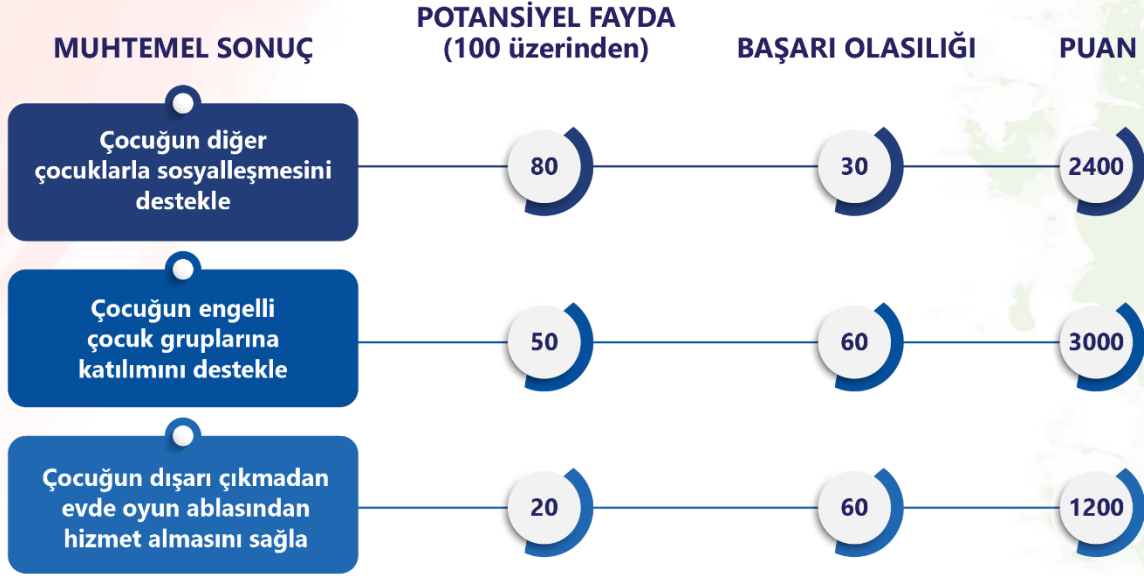 MUHTEMEL SONUÇ
POTANSİYEL FAYDA
(100 üzerinden)
BAŞARI OLASILIĞI
PUAN
Çocuğun diğer
çocuklarla sosyalleşmesini
destekle
80
30
2400
Çocuğun engelli
çocuk gruplarına
katılımını destekle
50
60
3000
Çocuğun dışarı çıkmadan
evde oyun ablasından
hizmet almasını sağla
20
60
1200